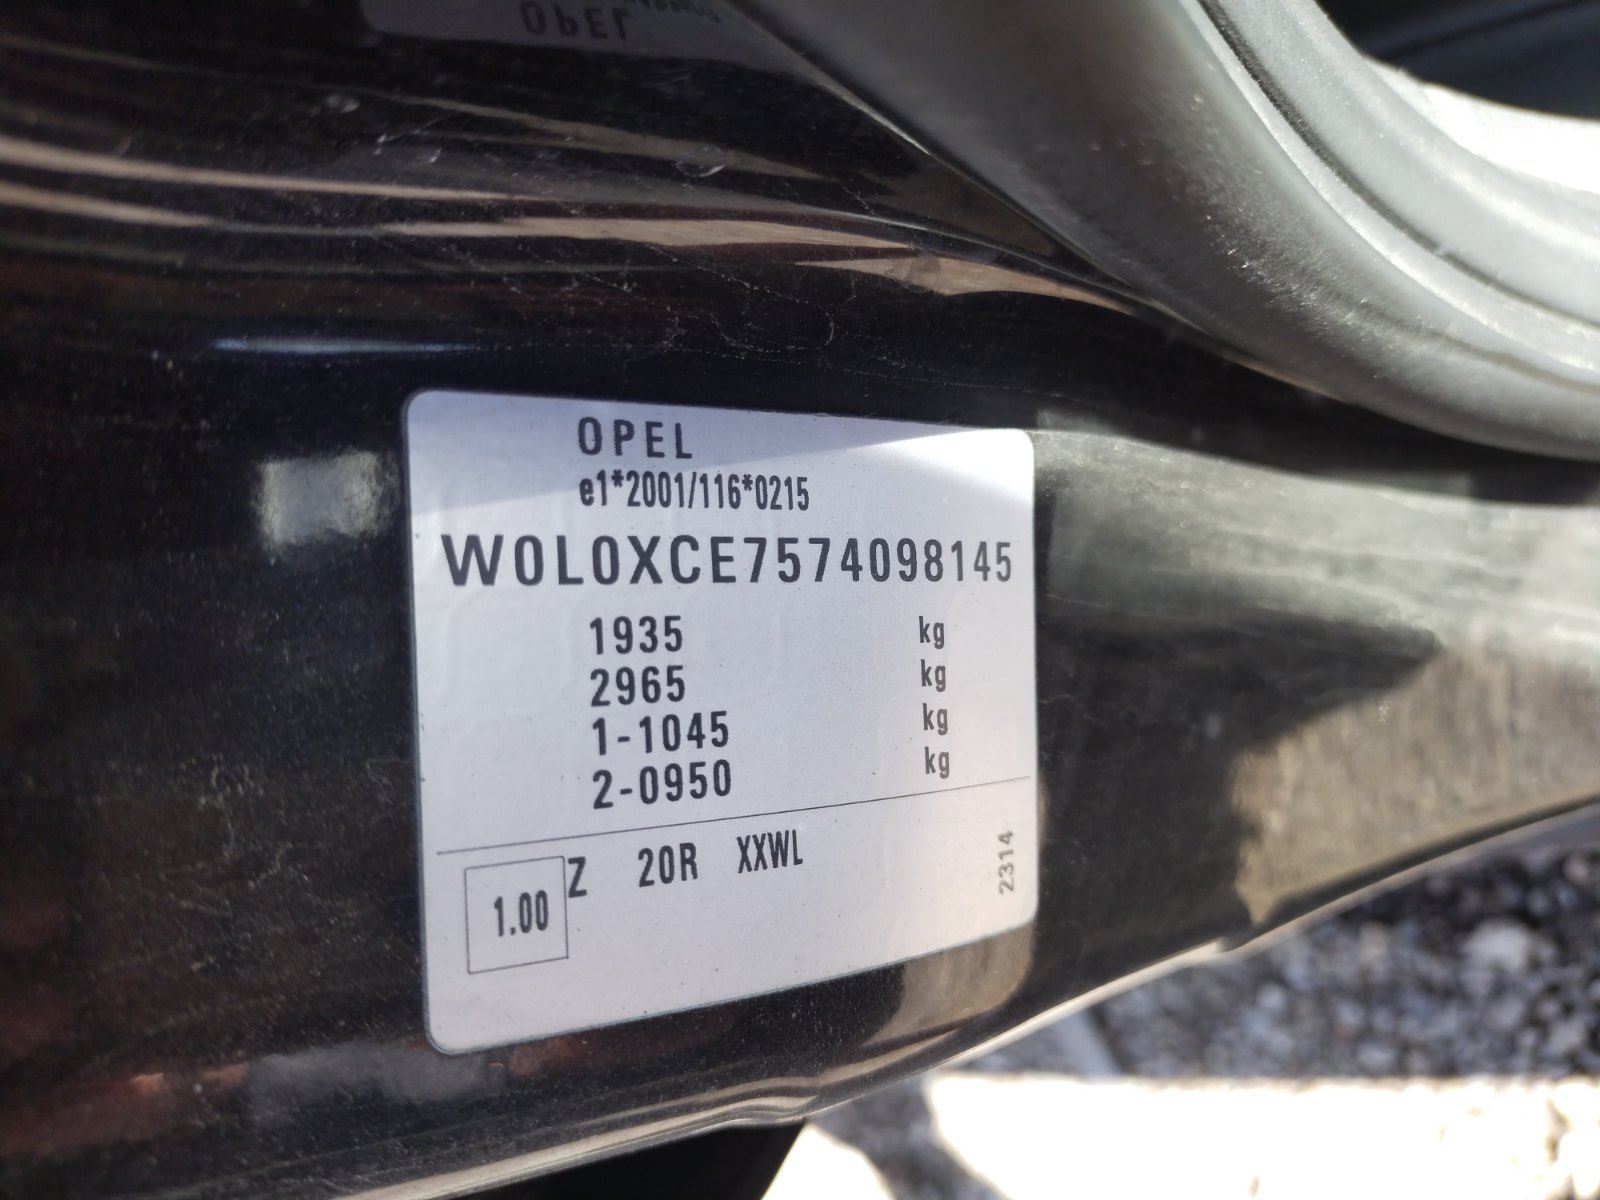 OPEL
OPEL
e1*2001/116*0215
W0L0XCE7574098145
1935 kg
2965 kg
1-1045 kg
2-0950 kg
1.00 Z 20R XXWL
2314